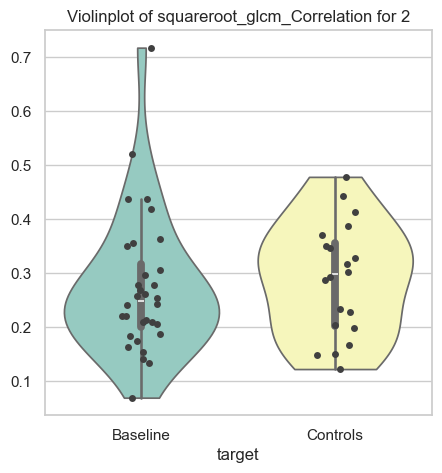 Violinplot of squareroot_glcm_Correlation for 2
0.7
0.6
0.5
0.4
0.3
0.2
0.1
Baseline
Controls
target